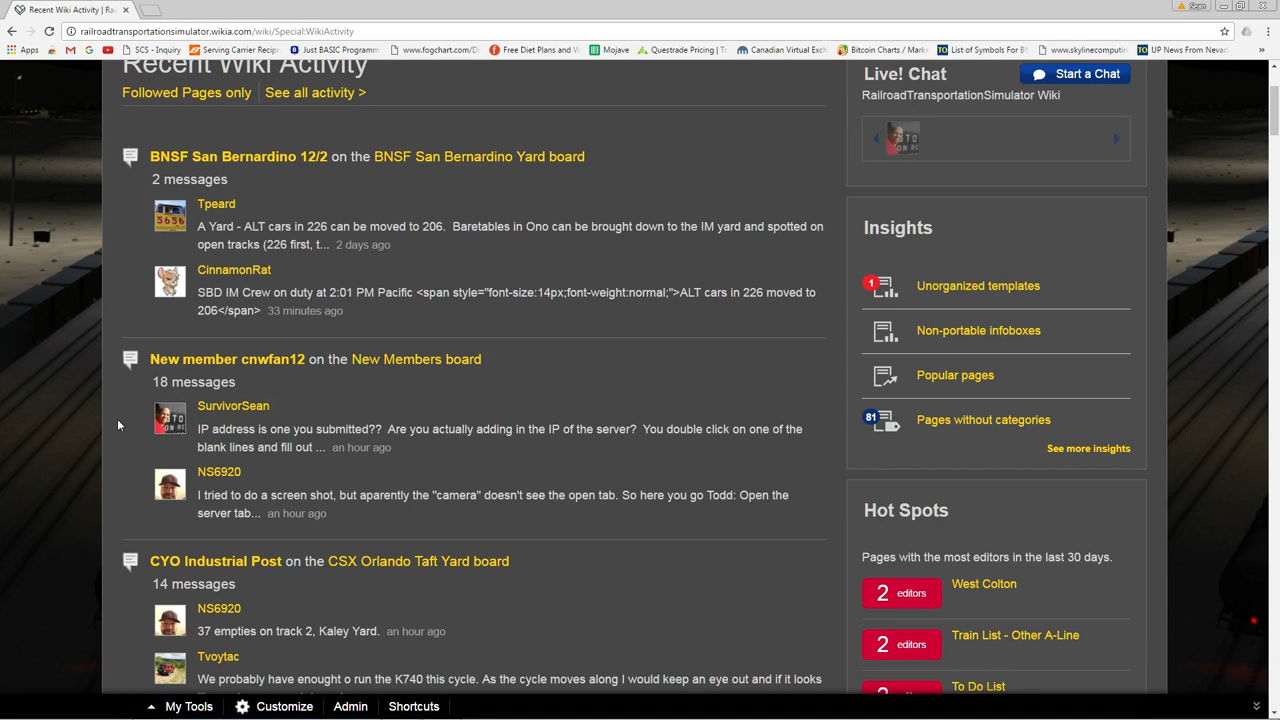 Recent Wiki Activity | Rai
Sean
railroadtransportationsimulator.wikia.com/wiki/Special:WikiActivity
Apps
SCS - Inquiry
Serving Carrier Recipr
Just BASIC Programm
www.fogchart.com/D
Free Diet Plans and W
Mojave
Questrade Pricing | T
Canadian Virtual Exch
Bitcoin Charts / Marke
List of Symbols For B
www.skylinecomputin
UP News From Nevad
Recent Wiki Activity
Followed Pages only
See all activity >
BNSF San Bernardino 12/2 on the BNSF San Bernardino Yard board
2 messages
Tpeard
A Yard - ALT cars in 226 can be moved to 206. Baretables in Ono can be brought down to the IM yard and spotted on
open tracks (226 first, t... 2 days ago
CinnamonRat
SBD IM Crew on duty at 2:01 PM Pacific <span style="font-size:14px;font-weight:normal;">ALT cars in 226 moved to
206</span> 33 minutes ago
New member cnwfan12 on the New Members board
18 messages
SurvivorSean
IP address is one you submitted?? Are you actually adding in the IP of the server? You double click on one of the
blank lines and fill out ... an hour ago
NS6920
I tried to do a screen shot, but aparently the "camera" doesn't see the open tab. So here you go Todd: Open the
server tab... an hour ago
CYO Industrial Post on the CSX Orlando Taft Yard board
14 messages
NS6920
37 empties on track 2, Kaley Yard. an hour ago
Tvoytac
We probably have enought o run the K740 this cycle. As the cycle moves along I would keep an eye out and if it looks
Live! Chat
Start a Chat
RailroadTransportationSimulator Wiki
Insights
1
Unorganized templates
Non-portable infoboxes
Popular pages
81
Pages without categories
See more insights
Hot Spots
Pages with the most editors in the last 30 days.
2 editors
West Colton
2 editors
Train List - Other A-Line
To Do List
My Tools
Customize
Admin
Shortcuts